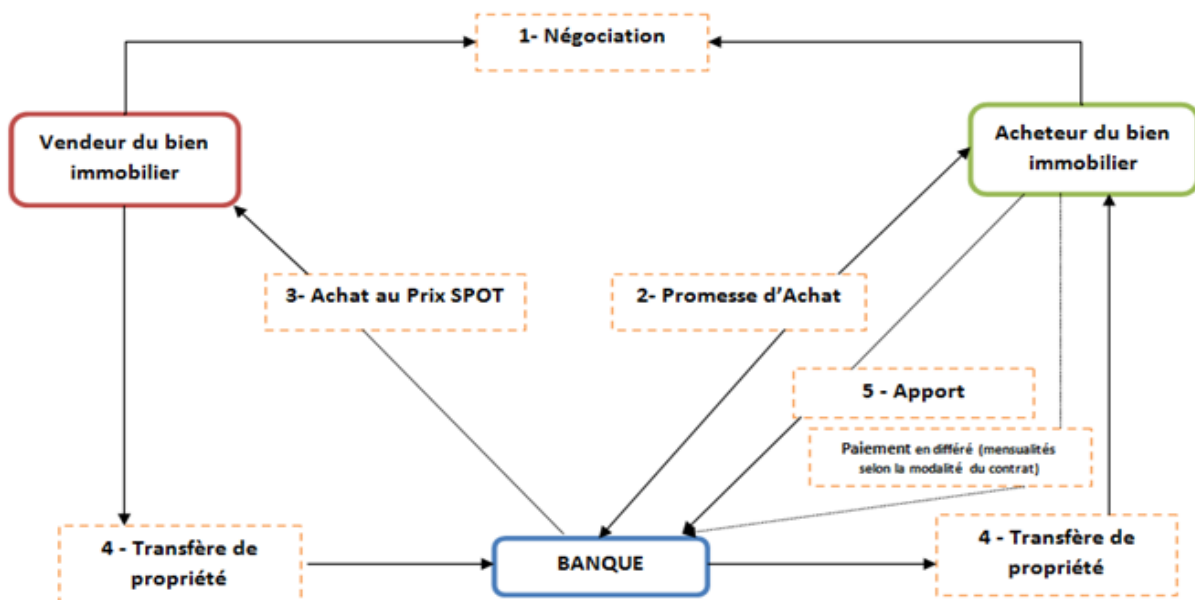 1- Négociation
Vendeur du bien
immobilier
Acheteur du bien
immobilier
3- Achat au Prix SPOT
2- Promesse d’Achat
5 - Apport
Paiement en différé (mensualités
selon la modalité du contrat)
4 - Transfère de
propriété
BANQUE
4 - Transfère de
propriété